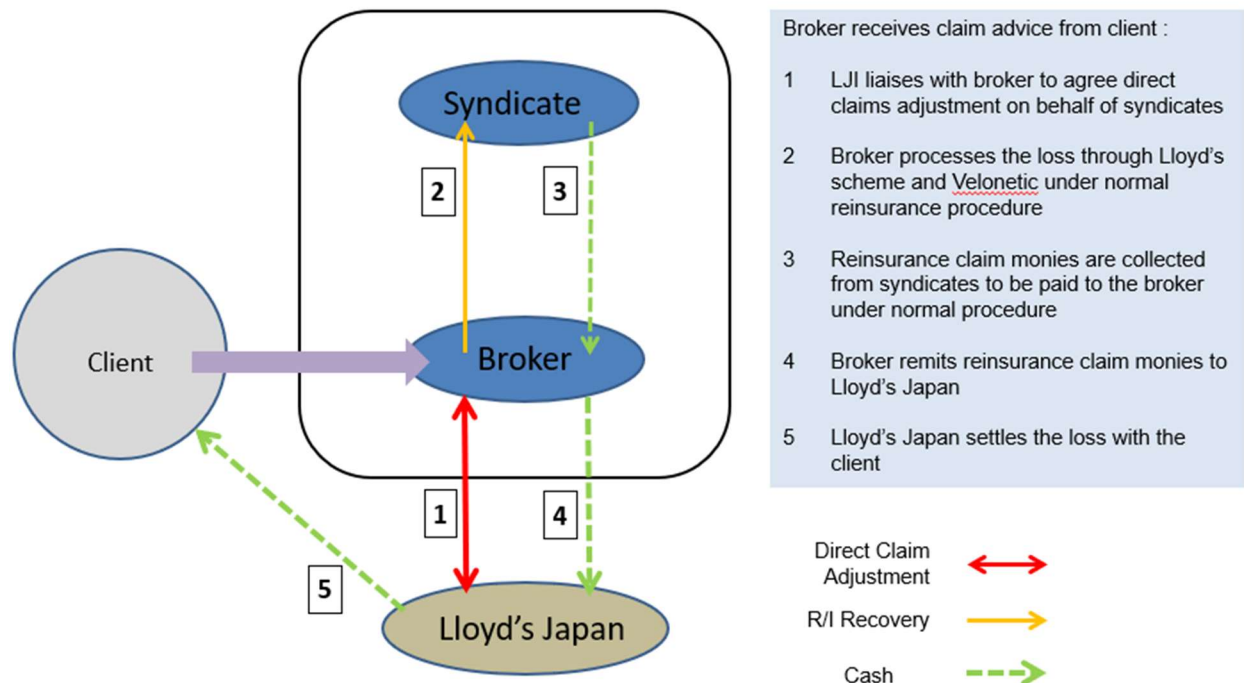 Syndicate
2
3
Client
Broker
1
4
5
Lloyd's Japan
Broker receives claim advice from client :
1 LJI liaises with broker to agree direct
claims adjustment on behalf of syndicates
2 Broker processes the loss through Lloyd's
scheme and Velonetic under normal
reinsurance procedure
3 Reinsurance claim monies are collected
from syndicates to be paid to the broker
under normal procedure
4 Broker remits reinsurance claim monies to
Lloyd's Japan
5 Lloyd's Japan settles the loss with the
client
Direct Claim
Adjustment
R/I Recovery
Cash